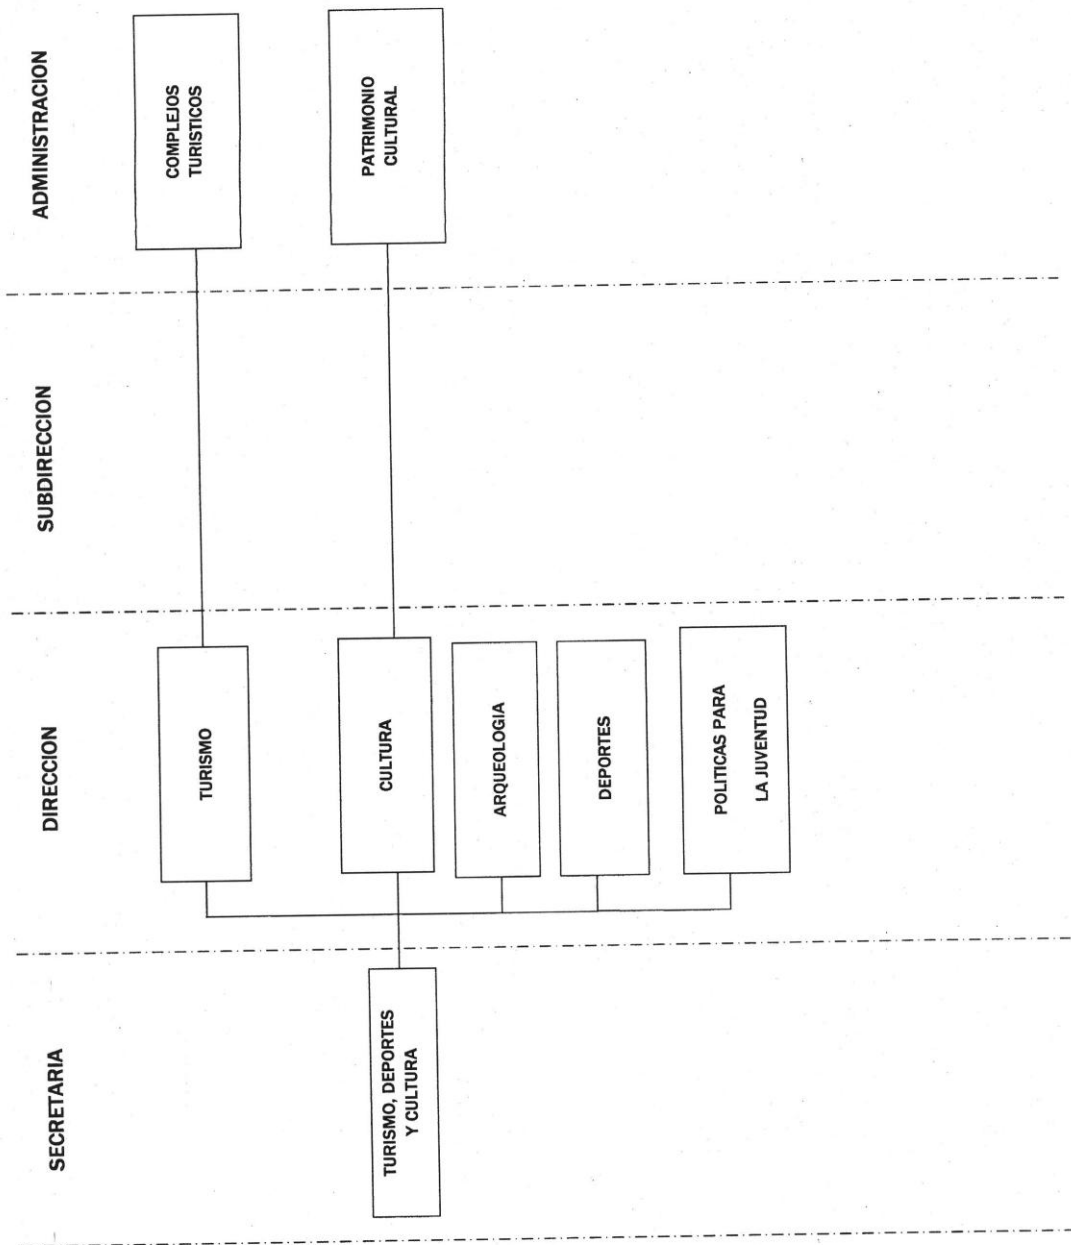 SECRETARIA
DIRECCION
SUBDIRECCION
ADMINISTRACION
TURISMO
COMPLEJOS
TURISTICOS
TURISMO, DEPORTES
Y CULTURA
CULTURA
PATRIMONIO
CULTURAL
ARQUEOLOGIA
DEPORTES
POLITICAS PARA
LA JUVENTUD